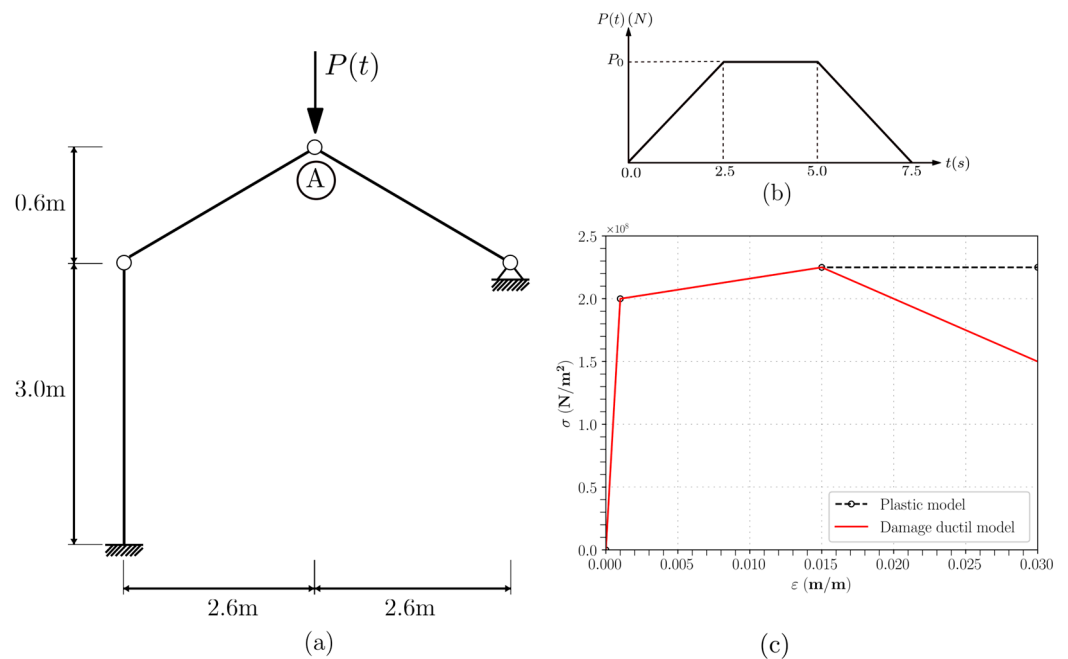 P(t)
A
0.6m
3.0m
2.6m
2.6m
(a)
P(t)(N)
P₀
0.0
2.5
5.0
7.5
t(s)
(b)
×10⁸
2.5
2.0
1.5
1.0
0.5
0.0
σ (N/m²)
Plastic model
Damage ductil model
0.000
0.005
0.010
0.015
0.020
0.025
0.030
ε (m/m)
(c)